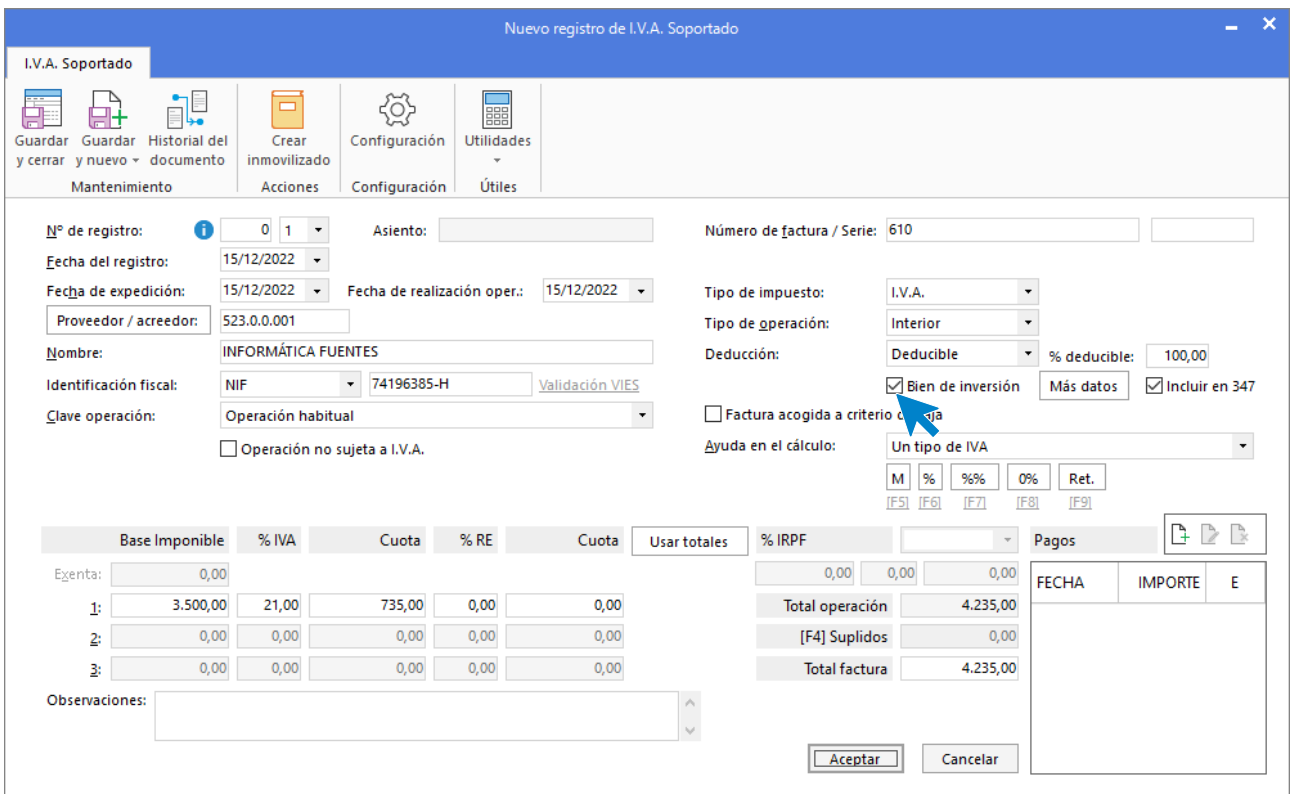 Nuevo registro de I.V.A. Soportado
I.V.A. Soportado
Guardar y cerrar
Guardar y nuevo
Historial del documento
Mantenimiento
Crear inmovilizado
Acciones
Configuración
Configuración
Utilidades
Útiles
Nº de registro: 0 1 Asiento: Número de factura / Serie: 610
Fecha del registro: 15/12/2022
Fecha de expedición: 15/12/2022 Fecha de realización oper.: 15/12/2022 Tipo de impuesto: I.V.A.
Proveedor / acreedor: 523.0.0.001 Tipo de operación: Interior
Nombre: INFORMÁTICA FUENTES Deducción: Deducible % deducible: 100,00
Identificación fiscal: NIF 74196385-H Validación VIES Bien de inversión Más datos Incluir en 347
Clave operación: Operación habitual Factura acogida a criterio
Operación no sujeta a I.V.A. Ayuda en el cálculo: Un tipo de IVA
M % %% 0% Ret.
[F5] [F6] [F7] [F8] [F9]
Base Imponible % IVA Cuota % RE Cuota Usar totales % IRPF Pagos
Exenta: 0,00 0,00 0,00 0,00 FECHA IMPORTE E
1: 3.500,00 21,00 735,00 0,00 0,00 Total operación 4.235,00
2: 0,00 0,00 0,00 0,00 0,00 [F4] Suplidos 0,00
3: 0,00 0,00 0,00 0,00 0,00 Total factura 4.235,00
Observaciones:
Aceptar Cancelar